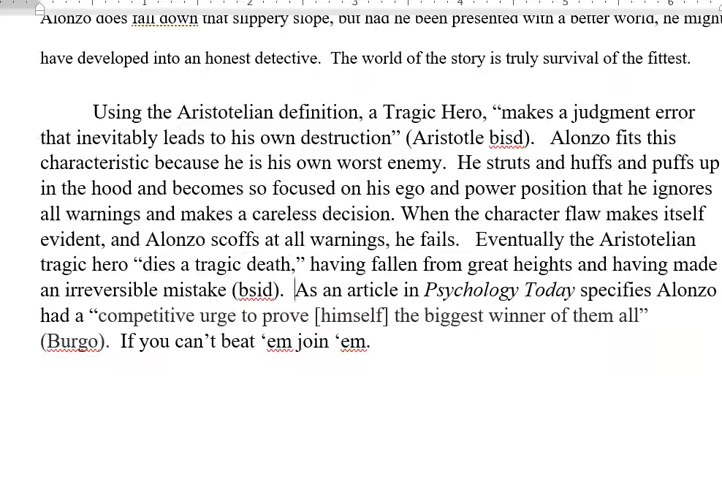 1 2 3 4 5 6
Alonzo does fall down that slippery slope, but had he been presented with a better world, he might
have developed into an honest detective.  The world of the story is truly survival of the fittest.
Using the Aristotelian definition, a Tragic Hero, “makes a judgment error
that inevitably leads to his own destruction” (Aristotle bisd).   Alonzo fits this
characteristic because he is his own worst enemy.  He struts and huffs and puffs up
in the hood and becomes so focused on his ego and power position that he ignores
all warnings and makes a careless decision. When the character flaw makes itself
evident, and Alonzo scoffs at all warnings, he fails.   Eventually the Aristotelian
tragic hero “dies a tragic death,” having fallen from great heights and having made
an irreversible mistake (bsid).  As an article in Psychology Today specifies Alonzo
had a “competitive urge to prove [himself] the biggest winner of them all”
(Burgo).  If you can’t beat ‘em join ‘em.